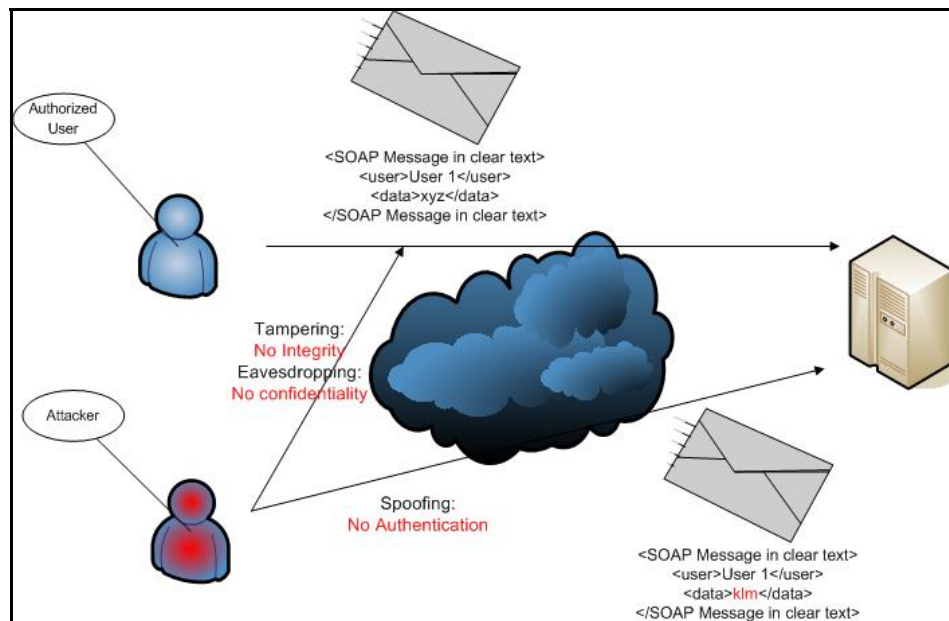 Authorized
User
<SOAP Message in clear text>
<user>User 1</user>
<data>xyz</data>
</SOAP Message in clear text>
Tampering:
No Integrity
Eavesdropping:
No confidentiality
Attacker
Spoofing:
No Authentication
<SOAP Message in clear text>
<user>User 1</user>
<data>klm</data>
</SOAP Message in clear text>